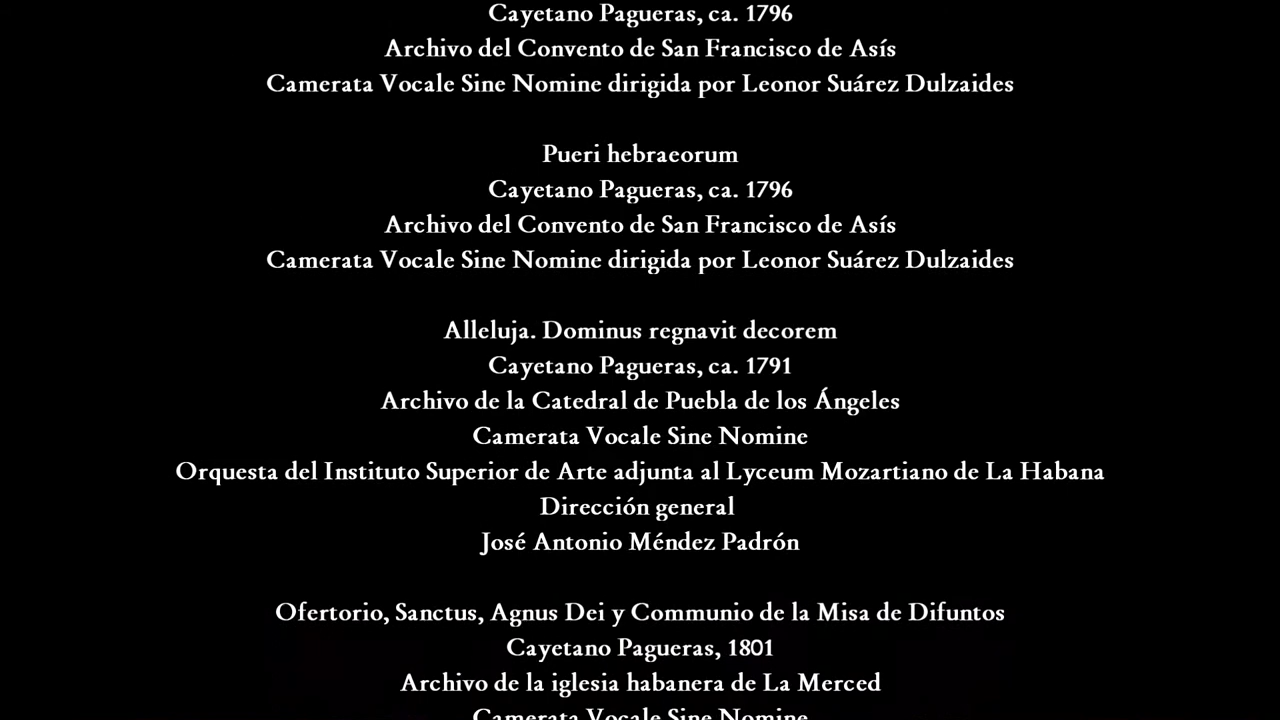 Cayetano Pagueras, ca. 1796
Archivo del Convento de San Francisco de Asís
Camerata Vocale Sine Nomine dirigida por Leonor Suárez Dulzaides
Pueri hebraeorum
Cayetano Pagueras, ca. 1796
Archivo del Convento de San Francisco de Asís
Camerata Vocale Sine Nomine dirigida por Leonor Suárez Dulzaides
Alleluja. Dominus regnavit decorem
Cayetano Pagueras, ca. 1791
Archivo de la Catedral de Puebla de los Ángeles
Camerata Vocale Sine Nomine
Orquesta del Instituto Superior de Arte adjunta al Lyceum Mozartiano de La Habana
Dirección general
José Antonio Méndez Padrón
Ofertorio, Sanctus, Agnus Dei y Communio de la Misa de Difuntos
Cayetano Pagueras, 1801
Archivo de la iglesia habanera de La Merced
Camerata Vocale Sine Nomine